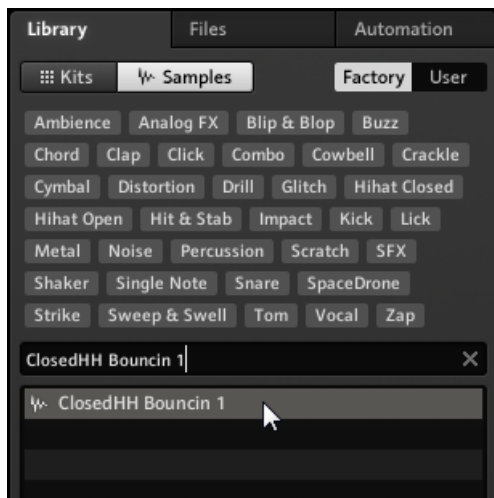 Library Files Automation
Kits Samples Factory User
Ambience Analog FX Blip & Blop Buzz
Chord Clap Click Combo Cowbell Crackle
Cymbal Distortion Drill Glitch Hihat Closed
Hihat Open Hit & Stab Impact Kick Lick
Metal Noise Percussion Scratch SFX
Shaker Single Note Snare SpaceDrone
Strike Sweep & Swell Tom Vocal Zap
ClosedHH Bouncin 1
ClosedHH Bouncin 1